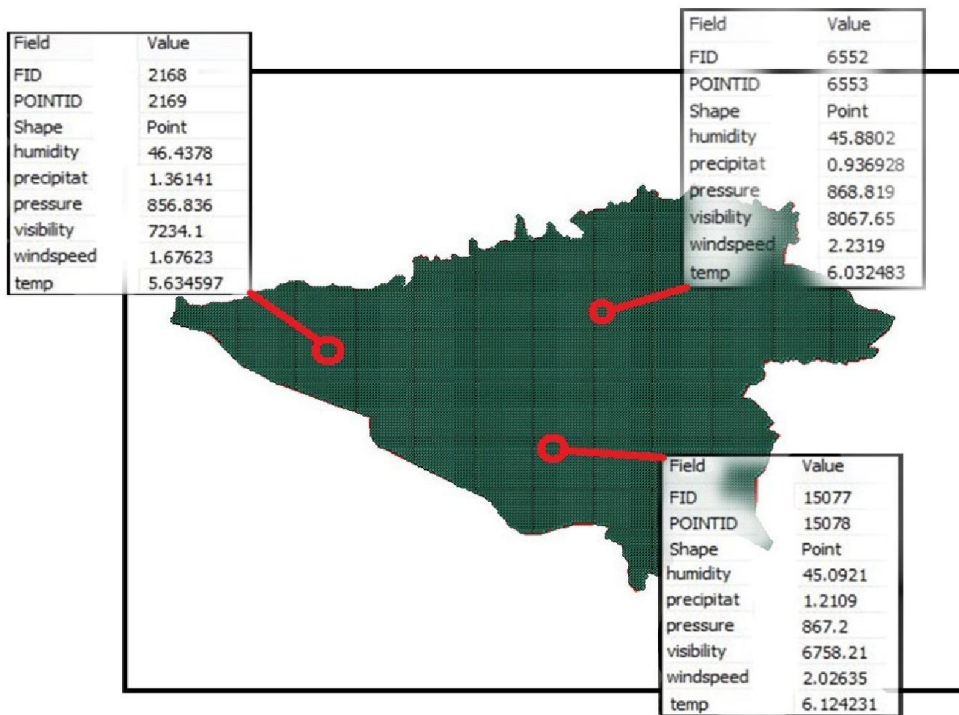 Field Value
FID 2168
POINTID 2169
Shape Point
humidity 46.4378
precipitat 1.36141
pressure 856.836
visibility 7234.1
windspeed 1.67623
temp 5.634597
Field Value
FID 6552
POINTID 6553
Shape Point
humidity 45.8802
precipitat 0.936928
pressure 868.819
visibility 8067.65
windspeed 2.2319
temp 6.032483
Field Value
FID 15077
POINTID 15078
Shape Point
humidity 45.0921
precipitat 1.2109
pressure 867.2
visibility 6758.21
windspeed 2.02635
temp 6.124231